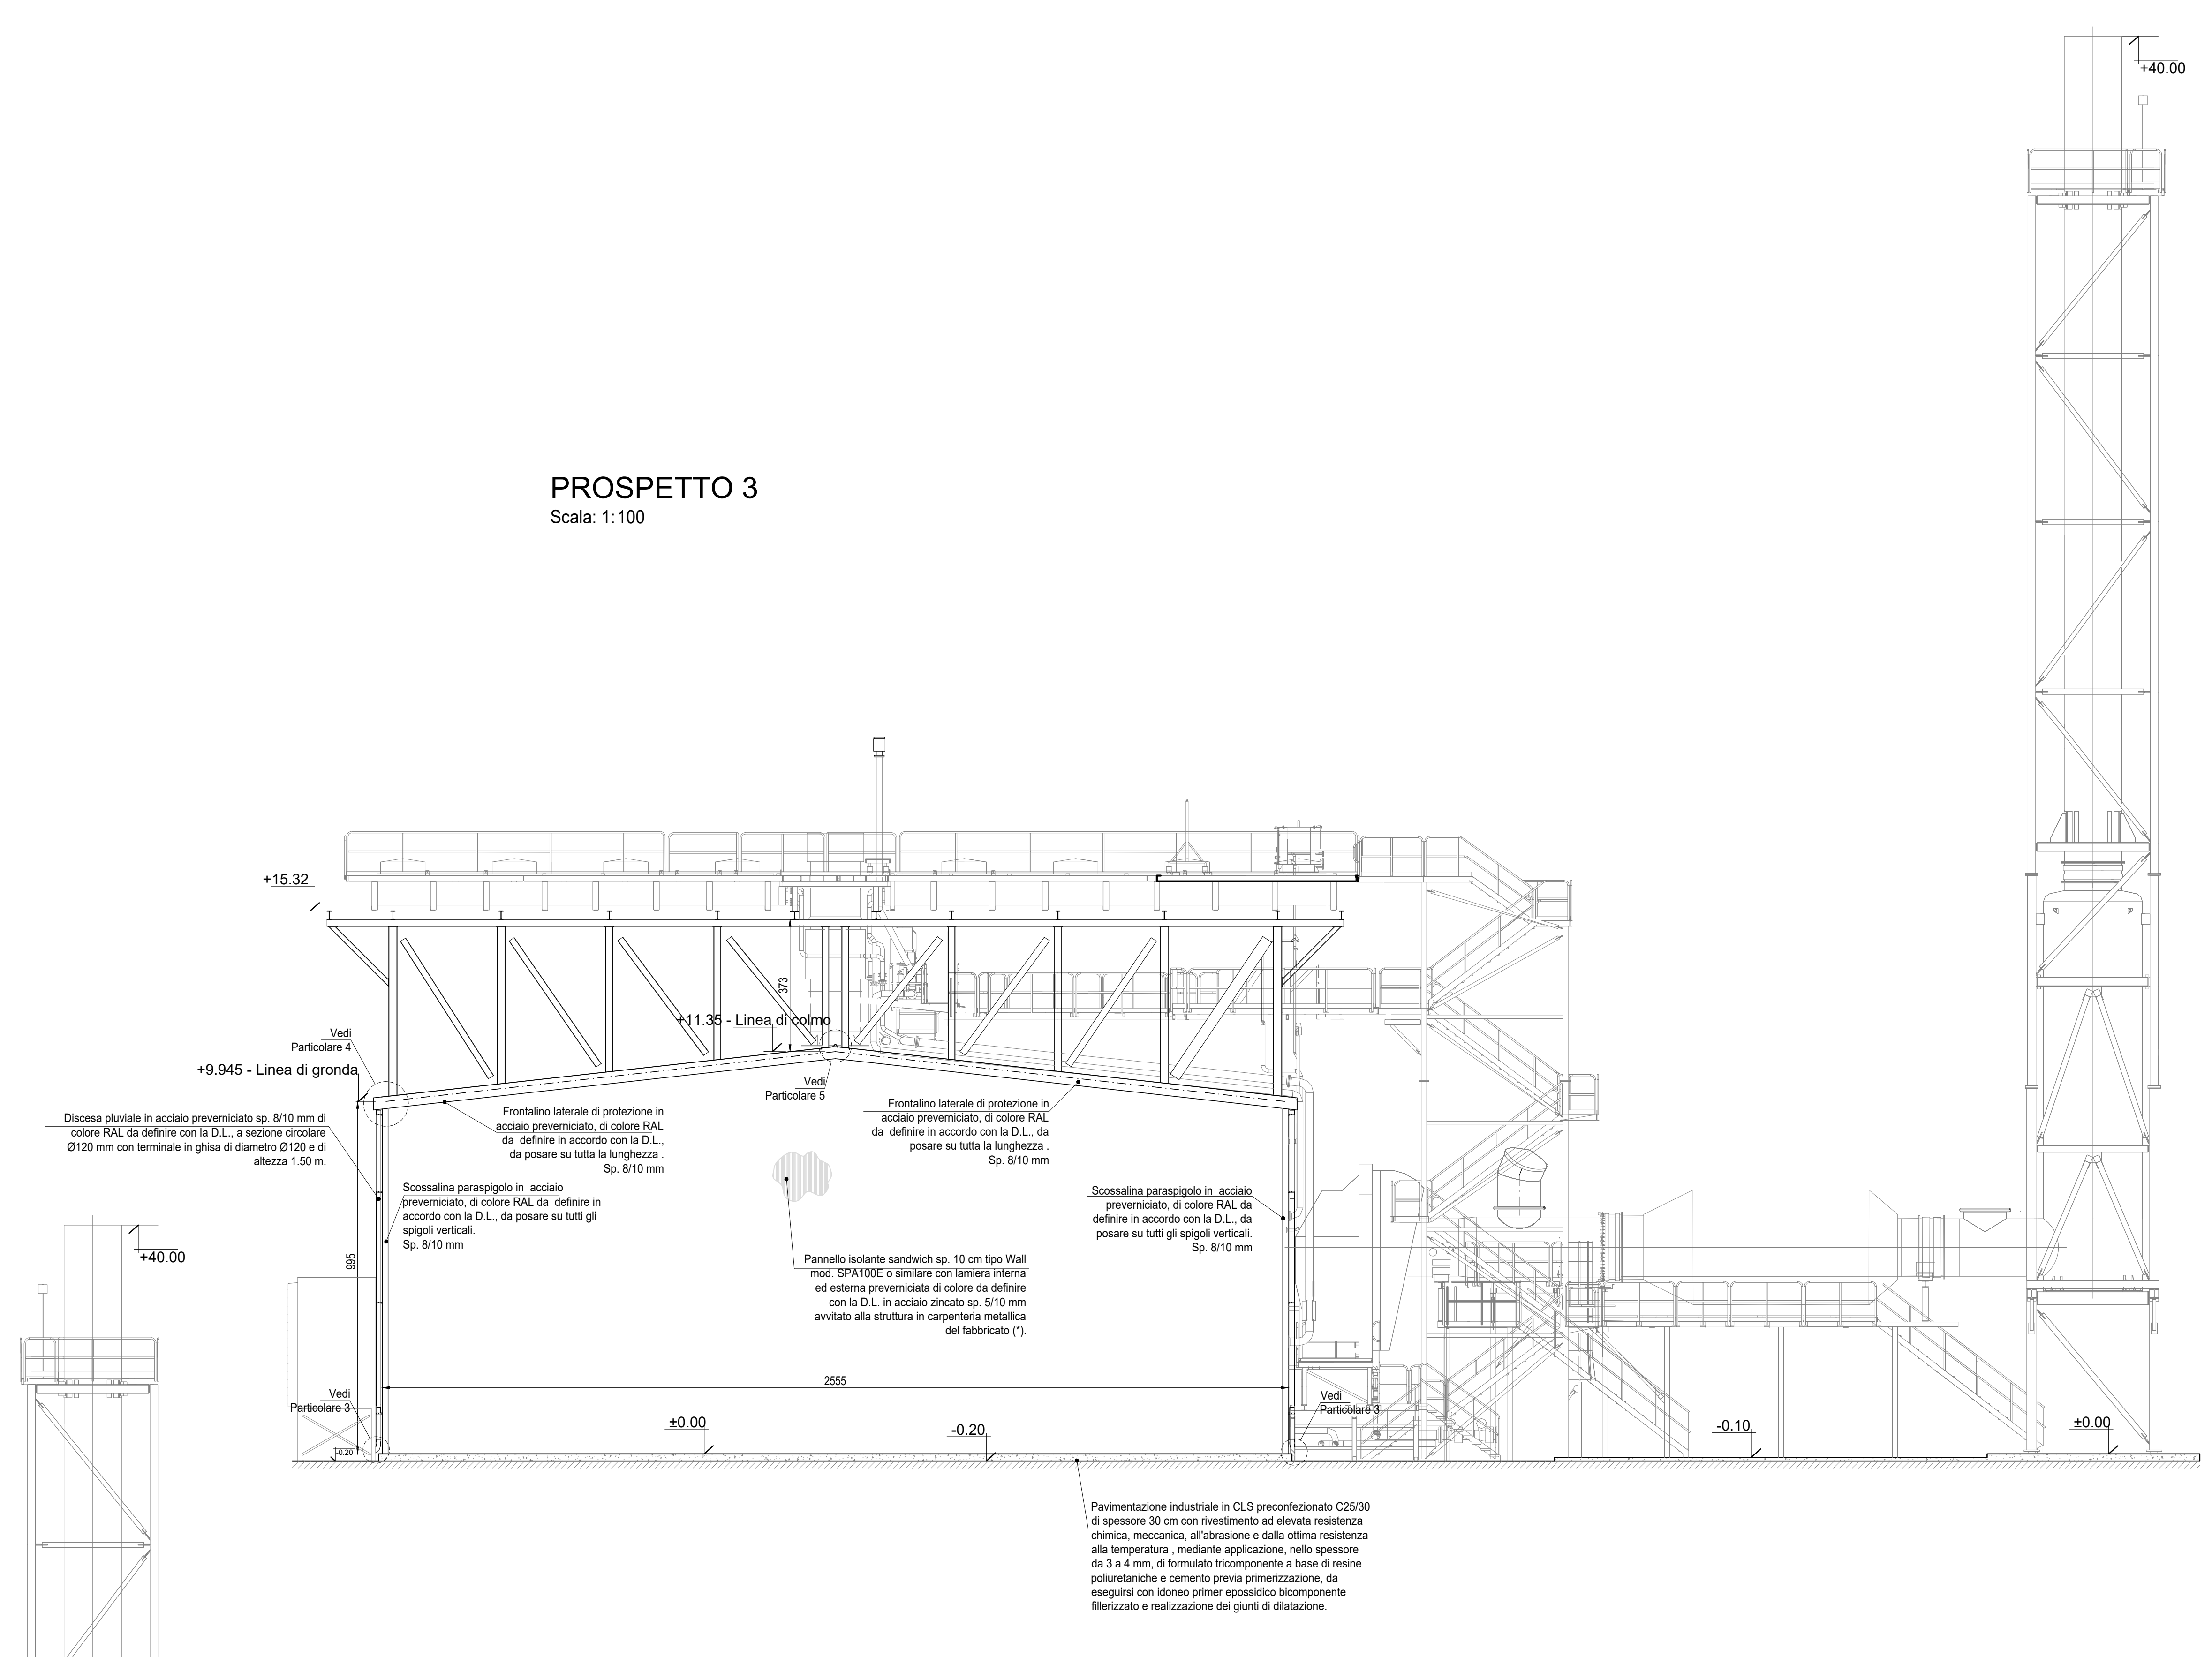 +40.00
PROSPETTO 3
Scala: 1:100
+15.32
373
+11.35 - Linea di colmo
Vedi
Particolare 4
+9.945 - Linea di gronda
Vedi
Particolare 5
Discesa pluviale in acciaio preverniciato sp. 8/10 mm di
colore RAL da definire con la D.L., a sezione circolare
Ø120 mm con terminale in ghisa di diametro Ø120 e di
altezza 1.50 m.
Frontalino laterale di protezione in
acciaio preverniciato, di colore RAL
da definire in accordo con la D.L.,
da posare su tutta la lunghezza .
Sp. 8/10 mm
Frontalino laterale di protezione in
acciaio preverniciato, di colore RAL
da definire in accordo con la D.L., da
posare su tutta la lunghezza .
Sp. 8/10 mm
Scossalina paraspigolo in acciaio
preverniciato, di colore RAL da definire in
accordo con la D.L., da posare su tutti gli
spigoli verticali.
Sp. 8/10 mm
Scossalina paraspigolo in acciaio
preverniciato, di colore RAL da
definire in accordo con la D.L., da
posare su tutti gli spigoli verticali.
Sp. 8/10 mm
+40.00
995
Pannello isolante sandwich sp. 10 cm tipo Wall
mod. SPA100E o similare con lamiera interna
ed esterna preverniciata di colore da definire
con la D.L. in acciaio zincato sp. 5/10 mm
avvitato alla struttura in carpenteria metallica
del fabbricato (*).
2555
Vedi
Particolare 3
Vedi
Particolare 3
±0.00
-0.20
-0.10
±0.00
-0.20
Pavimentazione industriale in CLS preconfezionato C25/30
di spessore 30 cm con rivestimento ad elevata resistenza
chimica, meccanica, all'abrasione e dalla ottima resistenza
alla temperatura , mediante applicazione, nello spessore
da 3 a 4 mm, di formulato tricomponente a base di resine
poliuretaniche e cemento previa primerizzazione, da
eseguirsi con idoneo primer epossidico bicomponente
fillerizzato e realizzazione dei giunti di dilatazione.